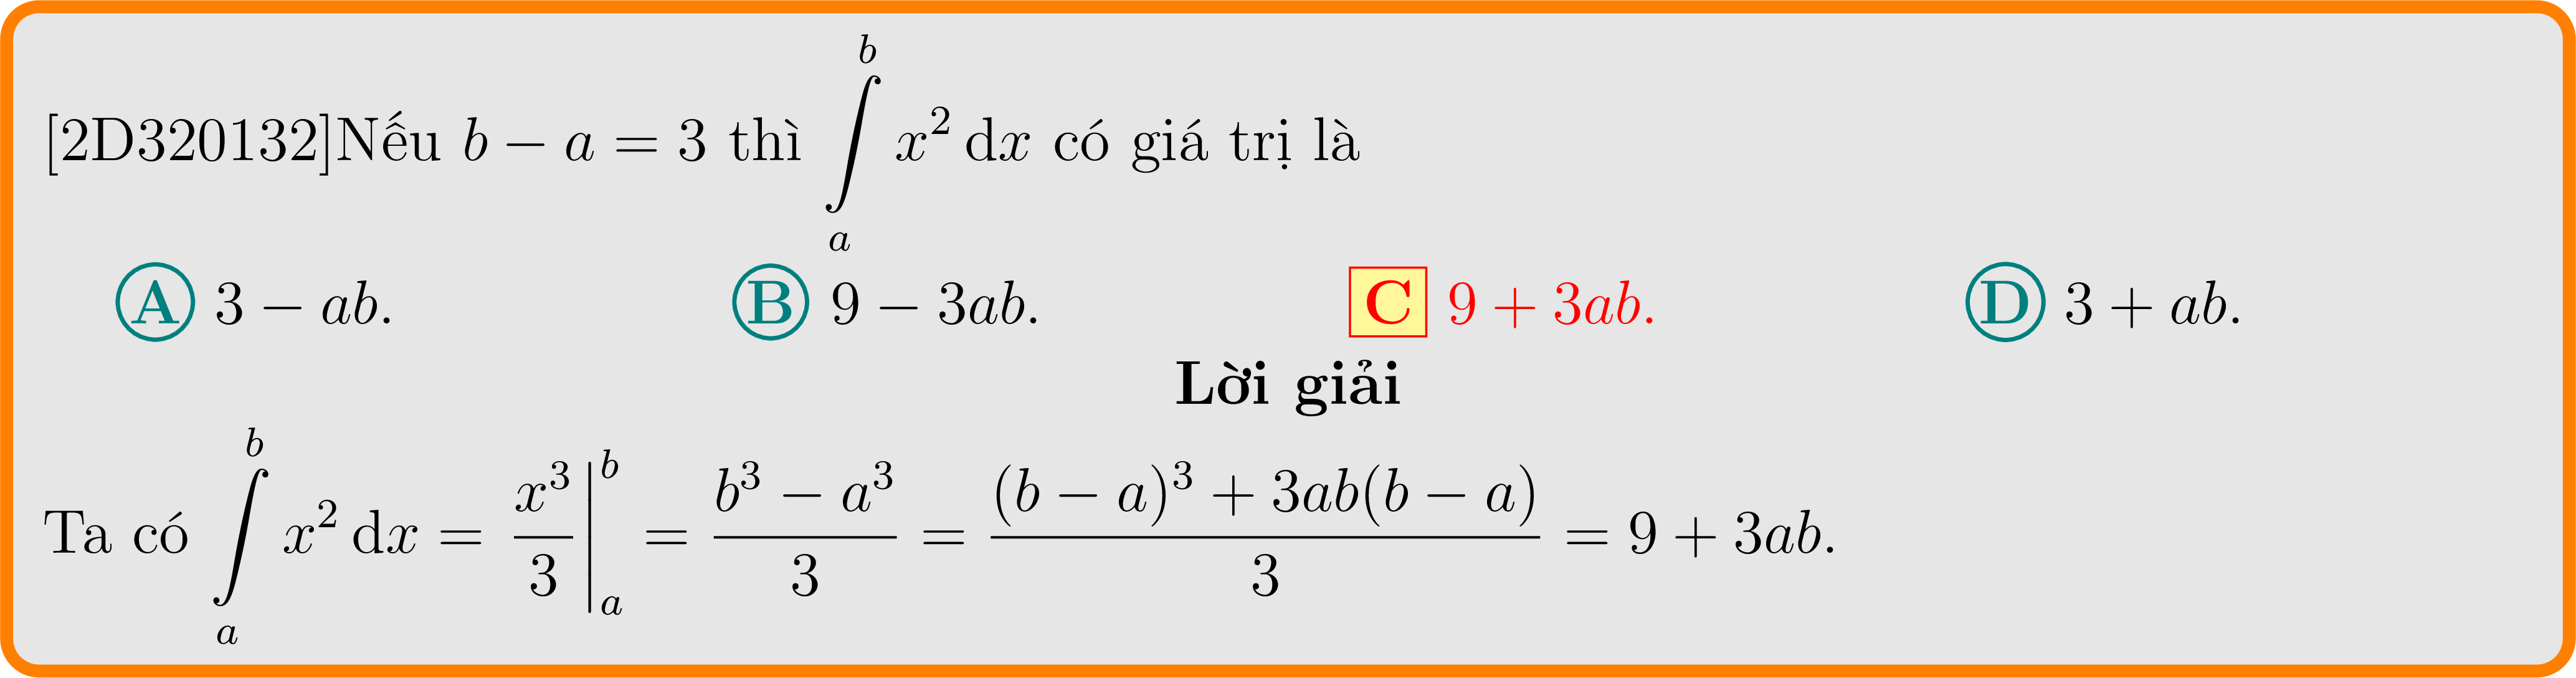 [2D320132]Nếu $b - a = 3$ thì $\int\limits_a^b x^2 \, \mathrm{d}x$ có giá trị là
A 3 − ab. B 9 − 3ab. C 9 + 3ab. D 3 + ab.
Lời giải
Ta có $\int\limits_a^b x^2 \, \mathrm{d}x = \left.\frac{x^3}{3}\right|_a^b = \frac{b^3 - a^3}{3} = \frac{(b - a)^3 + 3ab(b - a)}{3} = 9 + 3ab.$